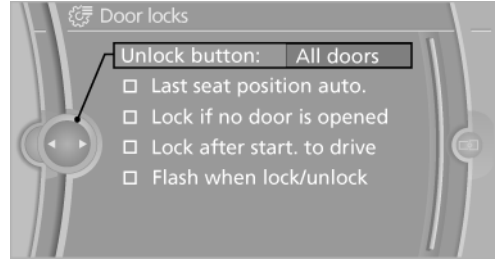 Door locks
Unlock button: All doors
Last seat position auto.
Lock if no door is opened
Lock after start. to drive
Flash when lock/unlock